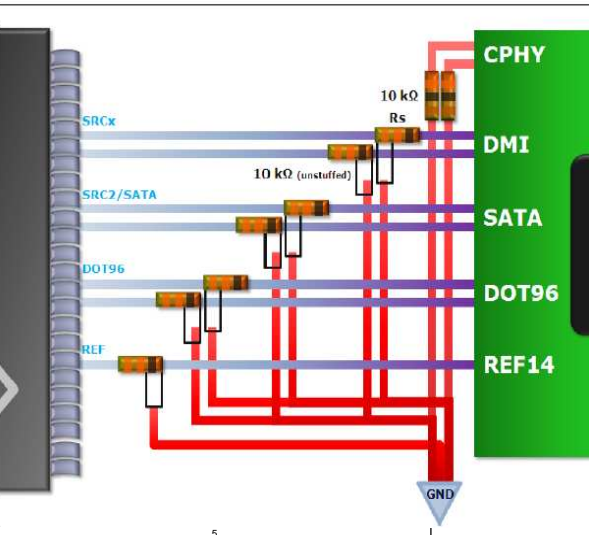 CPHY
10 kΩ
Rs
SRCx
DMI
10 kΩ (unstuffed)
SRC2/SATA
SATA
DOT96
DOT96
REF
REF14
GND
5